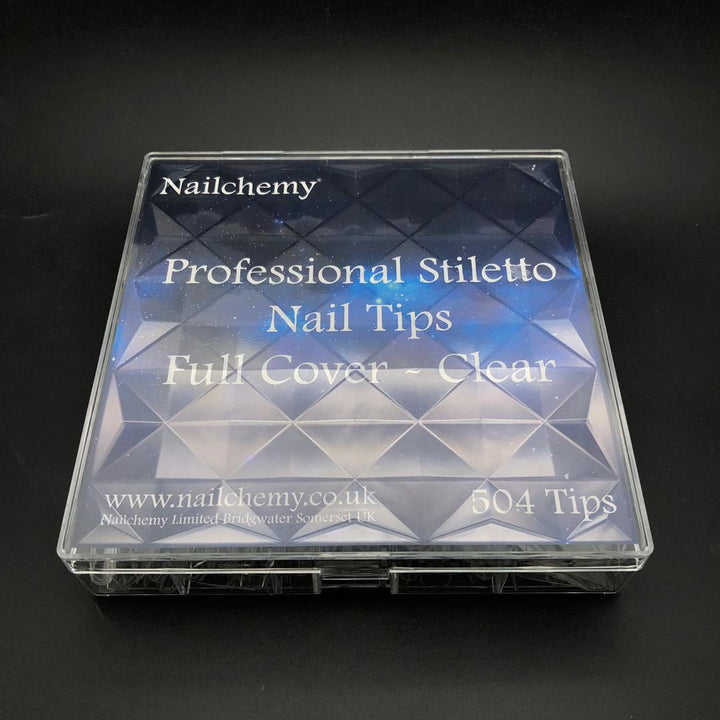 Nailchemy®
Professional Stiletto
Nail Tips
Full Cover ~ Clear
www.nailchemy.co.uk
504 Tips
Nailchemy Limited Bridgwater Somerset UK